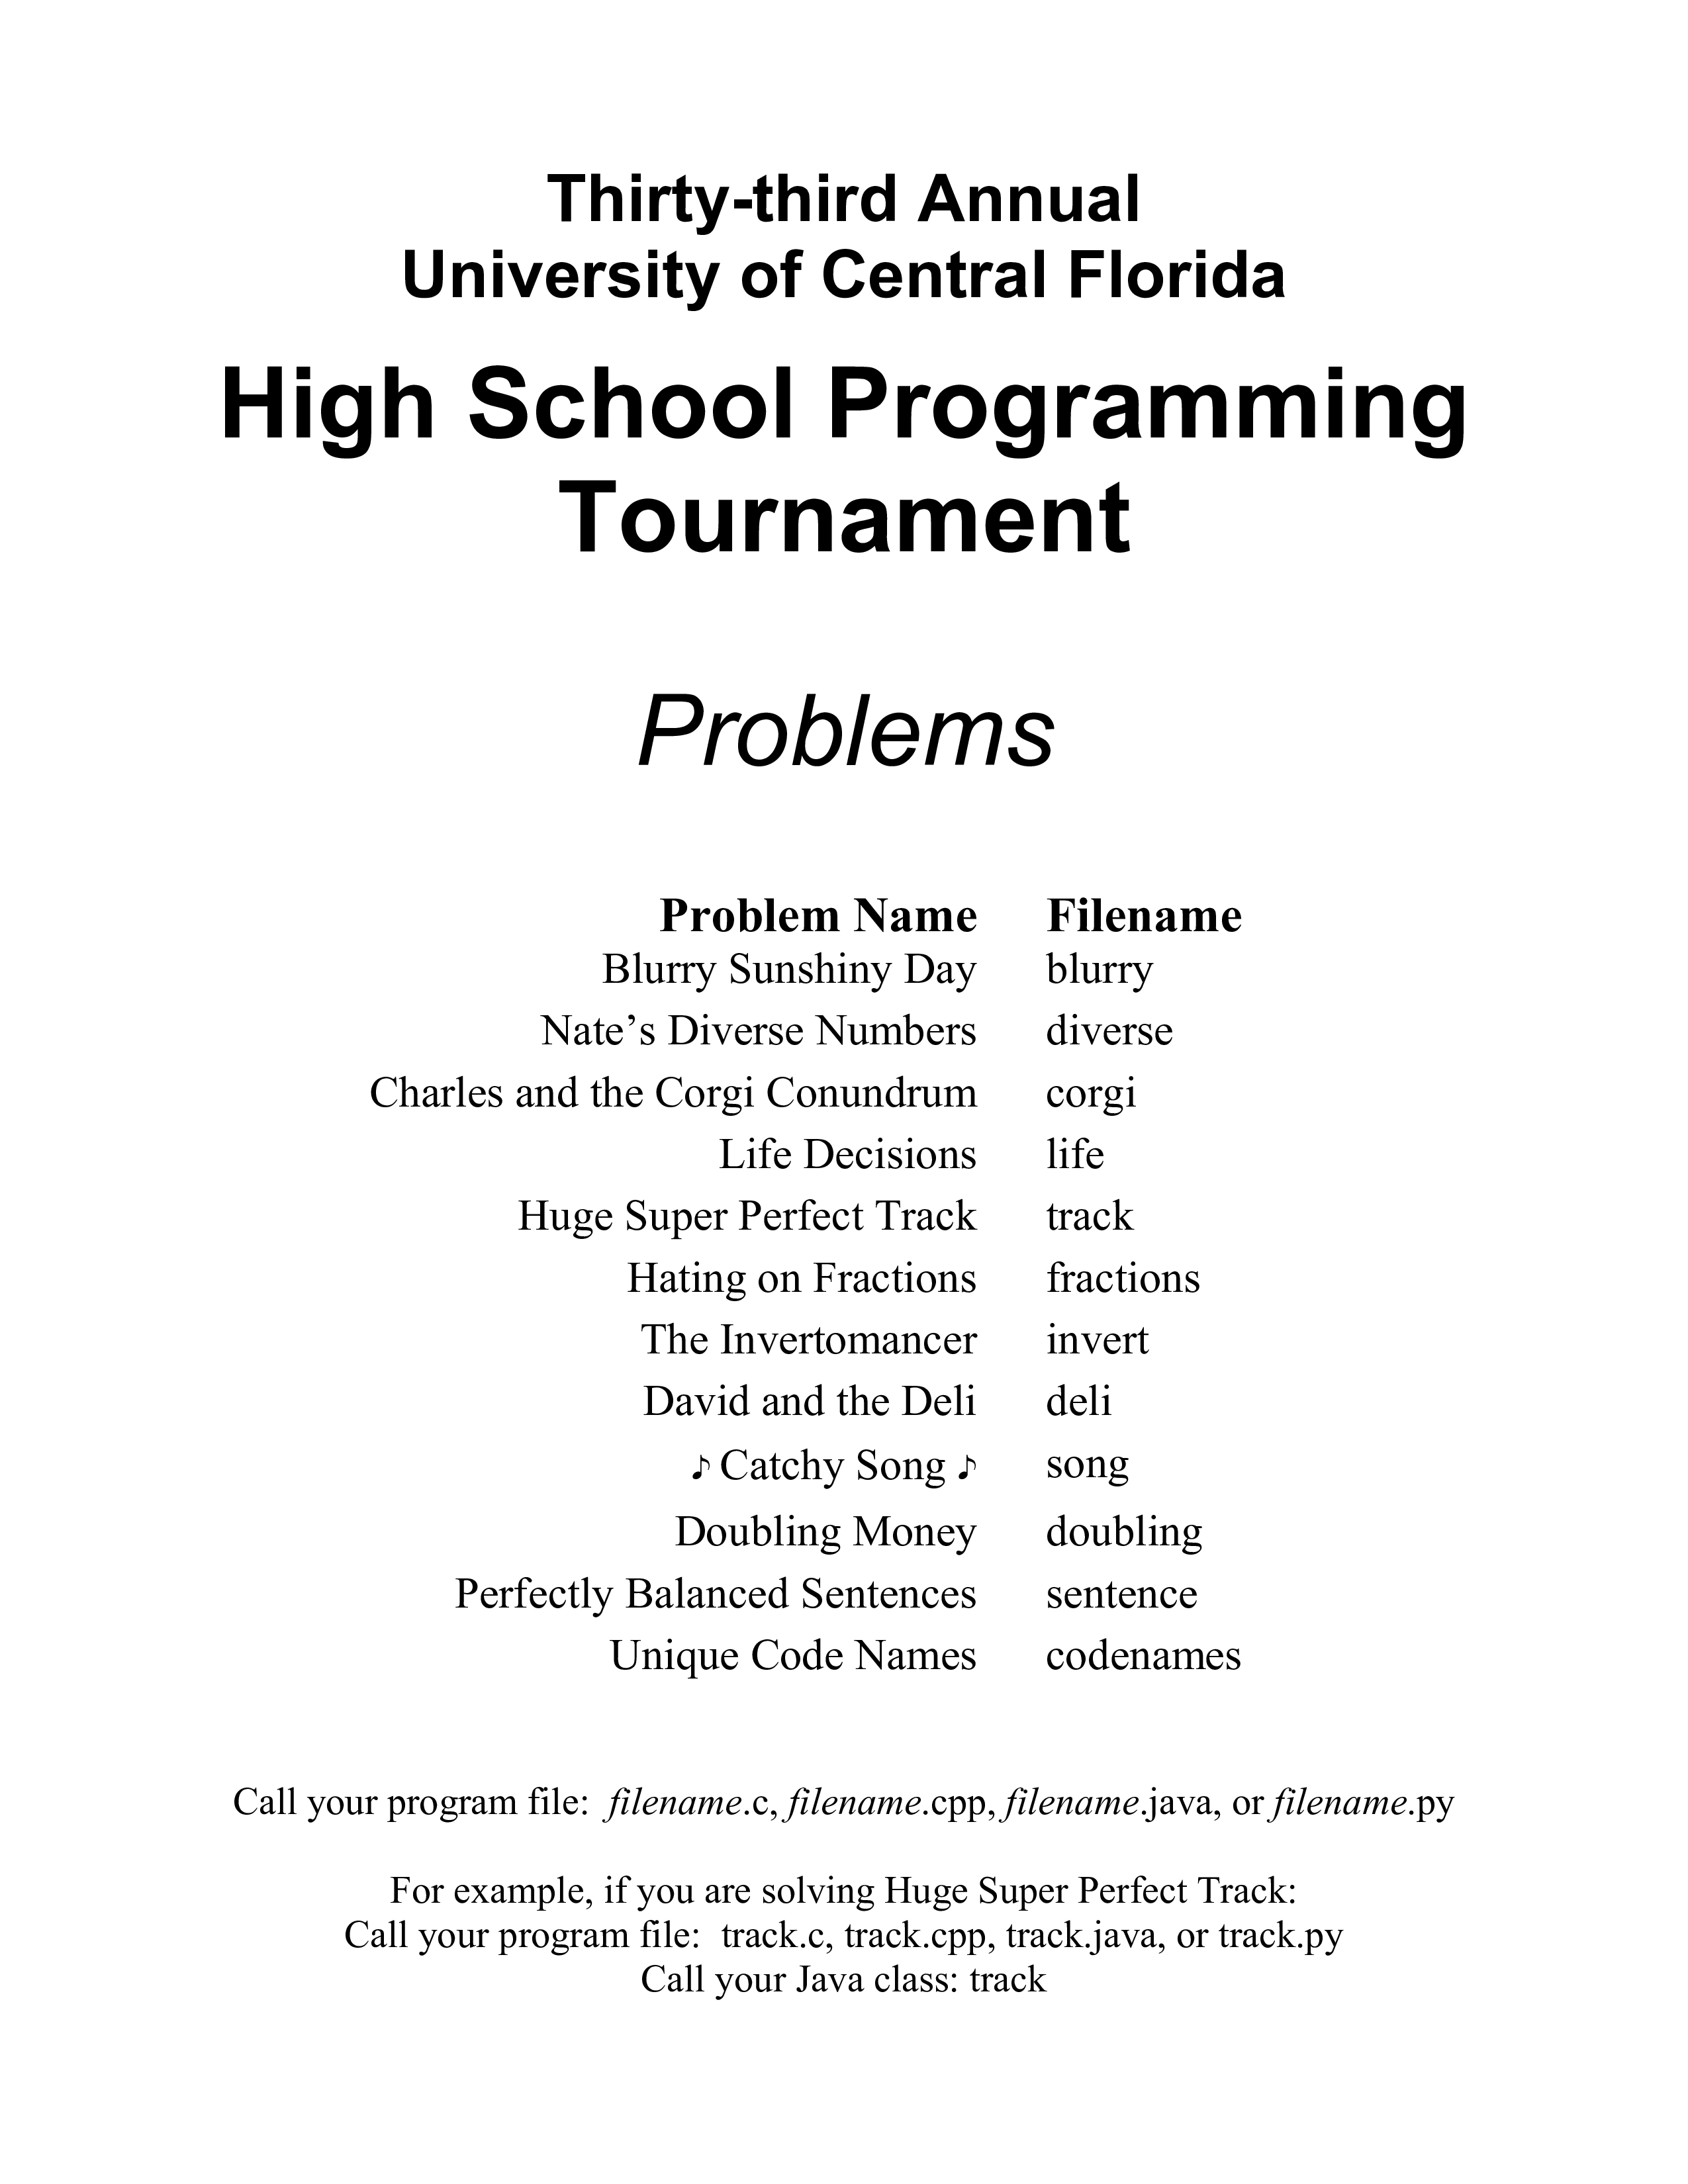 Thirty-third Annual
University of Central Florida
High School Programming
Tournament
Problems
Problem Name Filename
Blurry Sunshiny Day blurry
Nate’s Diverse Numbers diverse
Charles and the Corgi Conundrum corgi
Life Decisions life
Huge Super Perfect Track track
Hating on Fractions fractions
The Invertomancer invert
David and the Deli deli
♪ Catchy Song ♪ song
Doubling Money doubling
Perfectly Balanced Sentences sentence
Unique Code Names codenames
Call your program file: filename.c, filename.cpp, filename.java, or filename.py
For example, if you are solving Huge Super Perfect Track:
Call your program file: track.c, track.cpp, track.java, or track.py
Call your Java class: track